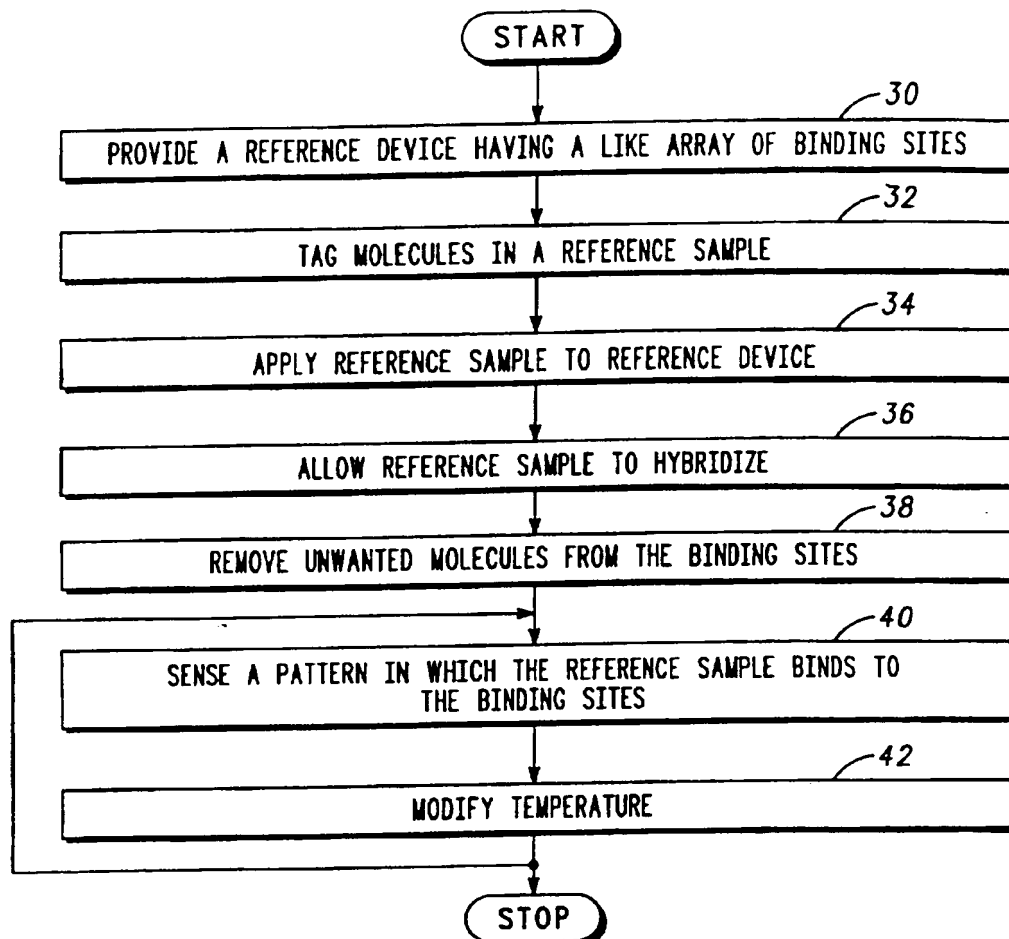 START
30
PROVIDE A REFERENCE DEVICE HAVING A LIKE ARRAY OF BINDING SITES
32
TAG MOLECULES IN A REFERENCE SAMPLE
34
APPLY REFERENCE SAMPLE TO REFERENCE DEVICE
36
ALLOW REFERENCE SAMPLE TO HYBRIDIZE
38
REMOVE UNWANTED MOLECULES FROM THE BINDING SITES
40
SENSE A PATTERN IN WHICH THE REFERENCE SAMPLE BINDS TO
THE BINDING SITES
42
MODIFY TEMPERATURE
STOP